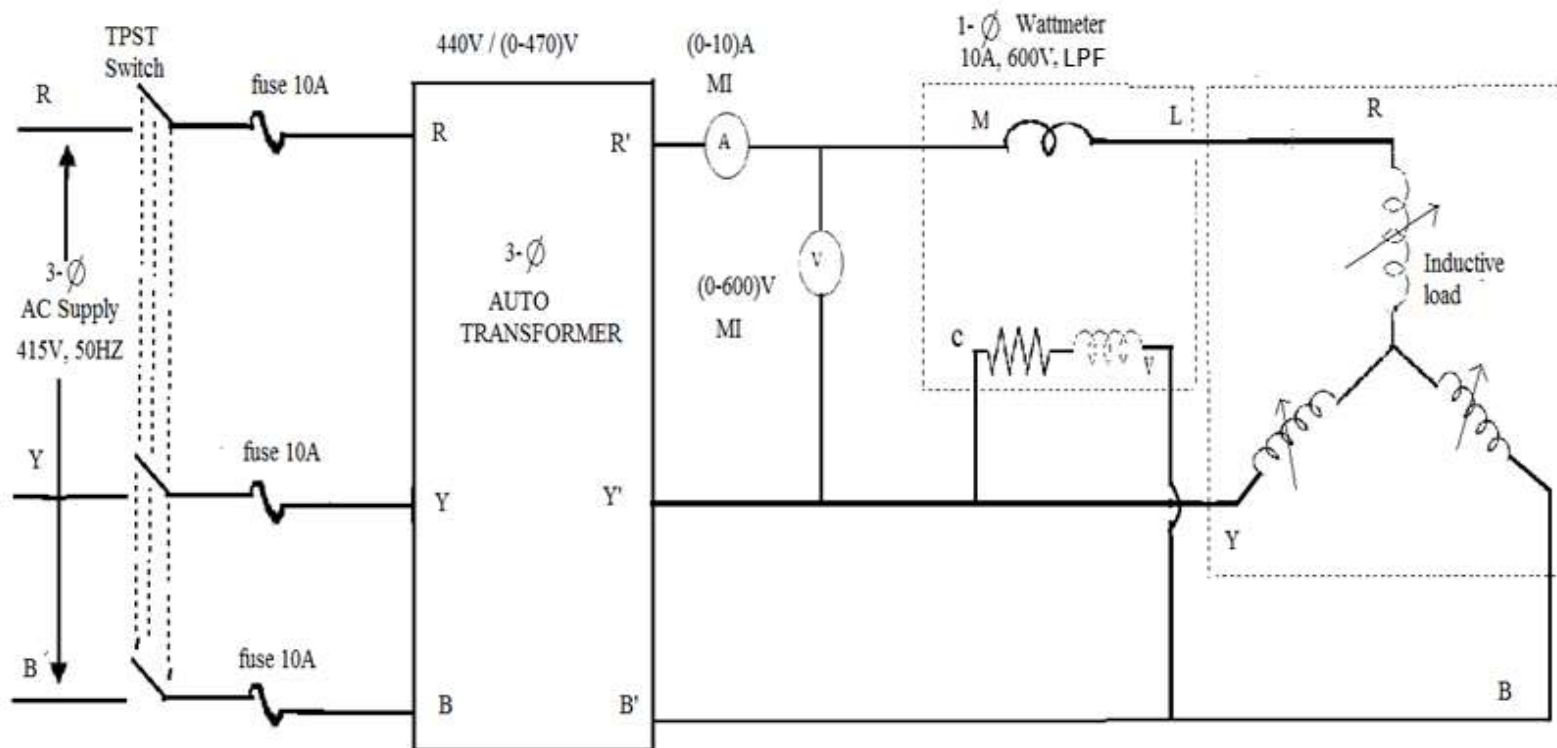 TPST
Switch
R
fuse 10A
440V / (0-470)V
(0-10)A
MI
1-Ø Wattmeter
10A, 600V, LPF
R
R'
A
M
L
R
3-Ø
AC Supply
415V, 50HZ
3-Ø
AUTO
TRANSFORMER
(0-600)V
MI
V
C
V
Inductive
load
Y
fuse 10A
Y
Y'
Y
B
fuse 10A
B
B'
B